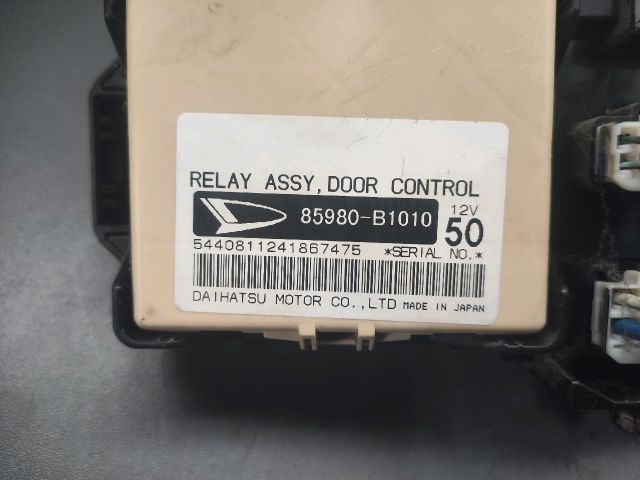 RELAY ASSY, DOOR CONTROL
85980-B1010 12V 50
5440811241867475 *SERIAL NO.*
DAIHATSU MOTOR CO.,LTD MADE IN JAPAN